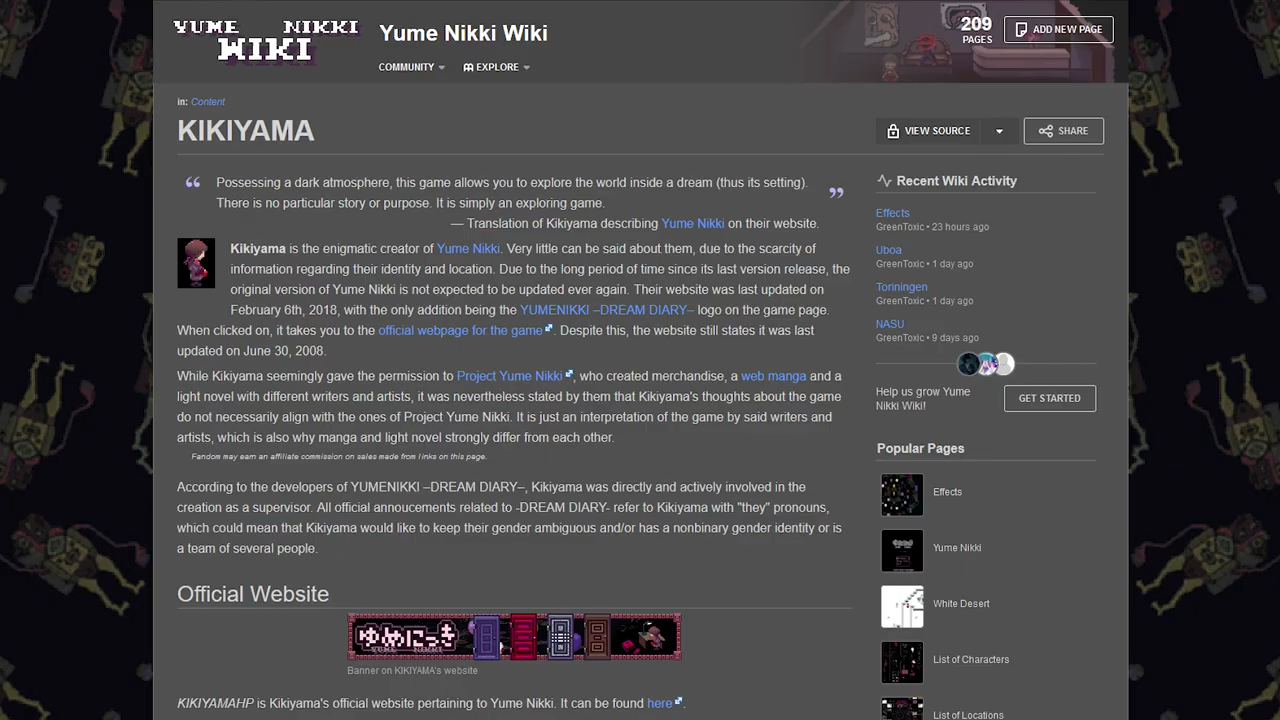 YUME NIKKI
WIKI
Yume Nikki Wiki
209
PAGES
ADD NEW PAGE
COMMUNITY
EXPLORE
in: Content
KIKIYAMA
VIEW SOURCE
SHARE
“ Possessing a dark atmosphere, this game allows you to explore the world inside a dream (thus its setting).
There is no particular story or purpose. It is simply an exploring game. ”
— Translation of Kikiyama describing Yume Nikki on their website.
Kikiyama is the enigmatic creator of Yume Nikki. Very little can be said about them, due to the scarcity of
information regarding their identity and location. Due to the long period of time since its last version release, the
original version of Yume Nikki is not expected to be updated ever again. Their website was last updated on
February 6th, 2018, with the only addition being the YUMENIKKI –DREAM DIARY– logo on the game page.
When clicked on, it takes you to the official webpage for the game. Despite this, the website still states it was last
updated on June 30, 2008.
While Kikiyama seemingly gave the permission to Project Yume Nikki, who created merchandise, a web manga and a
light novel with different writers and artists, it was nevertheless stated by them that Kikiyama's thoughts about the game
do not necessarily align with the ones of Project Yume Nikki. It is just an interpretation of the game by said writers and
artists, which is also why manga and light novel strongly differ from each other.
Fandom may earn an affiliate commission on sales made from links on this page.
According to the developers of YUMENIKKI –DREAM DIARY–, Kikiyama was directly and actively involved in the
creation as a supervisor. All official annoucements related to -DREAM DIARY- refer to Kikiyama with "they" pronouns,
which could mean that Kikiyama would like to keep their gender ambiguous and/or has a nonbinary gender identity or is
a team of several people.
Official Website
ゆめにっき
YUME NIKKI
Banner on KIKIYAMA's website
KIKIYAMAHP is Kikiyama's official website pertaining to Yume Nikki. It can be found here.
Recent Wiki Activity
Effects
GreenToxic • 23 hours ago
Uboa
GreenToxic • 1 day ago
Toriningen
GreenToxic • 1 day ago
NASU
GreenToxic • 9 days ago
Help us grow Yume
Nikki Wiki!
GET STARTED
Popular Pages
Effects
Yume Nikki
White Desert
List of Characters
List of Locations